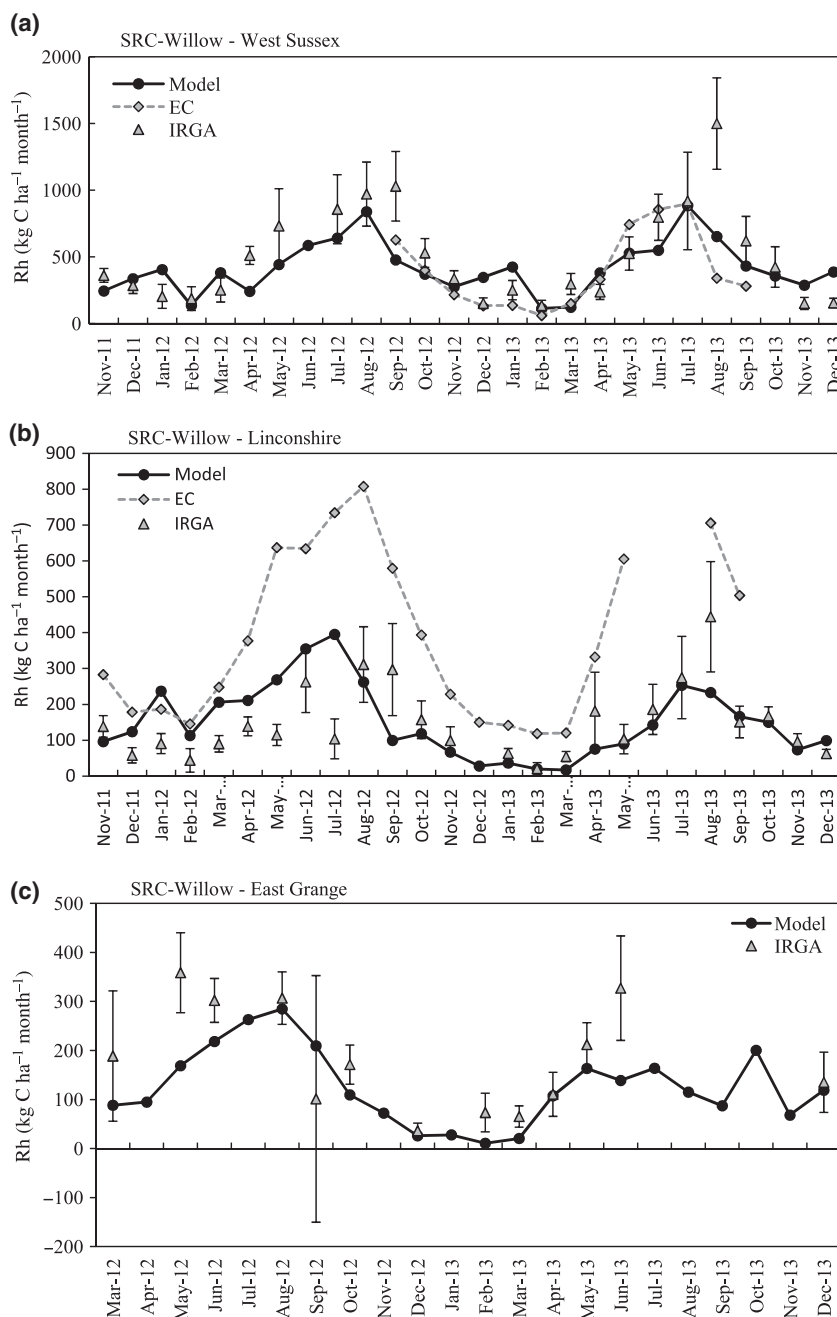 (a)
SRC-Willow - West Sussex
Rh (kg C ha⁻¹ month⁻¹)
2000
1500
1000
500
0
Model
EC
IRGA
Nov-11
Dec-11
Jan-12
Feb-12
Mar-12
Apr-12
May-12
Jun-12
Jul-12
Aug-12
Sep-12
Oct-12
Nov-12
Dec-12
Jan-13
Feb-13
Mar-13
Apr-13
May-13
Jun-13
Jul-13
Aug-13
Sep-13
Oct-13
Nov-13
Dec-13
(b)
SRC-Willow - Linconshire
Rh (kg C ha⁻¹ month⁻¹)
900
800
700
600
500
400
300
200
100
0
Model
EC
IRGA
Nov-11
Dec-11
Jan-12
Feb-12
Mar-...
Apr-12
May-...
Jun-12
Jul-12
Aug-12
Sep-12
Oct-12
Nov-12
Dec-12
Jan-13
Feb-13
Mar-...
Apr-13
May-...
Jun-13
Jul-13
Aug-13
Sep-13
Oct-13
Nov-13
Dec-13
(c)
SRC-Willow - East Grange
Rh (kg C ha⁻¹ month⁻¹)
500
400
300
200
100
0
−100
−200
Model
IRGA
Mar-12
Apr-12
May-12
Jun-12
Jul-12
Aug-12
Sep-12
Oct-12
Nov-12
Dec-12
Jan-13
Feb-13
Mar-13
Apr-13
May-13
Jun-13
Jul-13
Aug-13
Sep-13
Oct-13
Nov-13
Dec-13